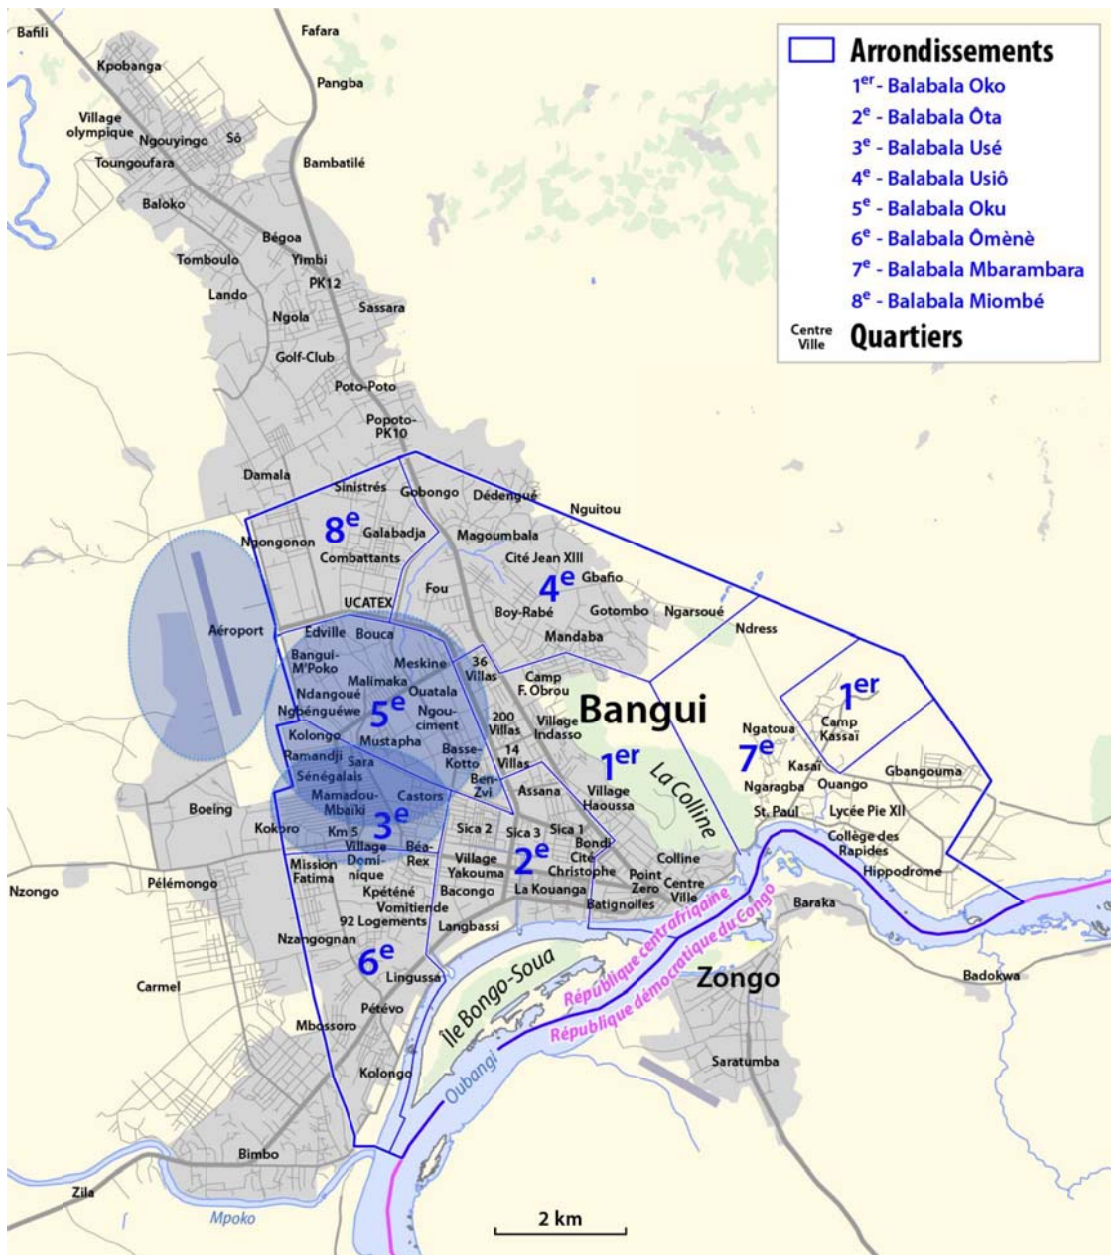 Arrondissements
1er - Balabala Oko
2e - Balabala Ôta
3e - Balabala Usé
4e - Balabala Usiô
5e - Balabala Oku
6e - Balabala Ômènè
7e - Balabala Mbarambara
8e - Balabala Miombé
Centre
Ville
Quartiers
Bafili
Fafara
Kpobanga
Pangba
Village
olympique
Ngouyingo
Sô
Toungoufara
Bambatilé
Baloko
Bégoa
Tomboulo
Yimbi
PK12
Lando
Sassara
Ngola
Golf-Club
Poto-Poto
Popoto-
PK10
Damala
Sinistrés
Gobongo
Dédengué
Nguitou
8e
Ngongonon
Galabadja
Magoumbala
Combattants
Cité Jean XIII
Gbafio
4e
Fou
UCATEX
Boy-Rabé
Gotombo
Ngarsoué
Aéroport
Edville
Bouca
Mandaba
Ndress
Bangui-
M'Poko
Meskine
36
Villas
Malimaka
Camp
F. Obrou
Ndangoué
Ouatala
Bangui
1er
Ngbénguéwe
5e
Ngou-
ciment
200
Villas
Village
Indasso
Ngatoua
Camp
Kassaï
Kolongo
Mustapha
Basse-
Kotto
14
Villas
1er
7e
Ramandji
Sara
Kasaï
Gbangouma
Sénégalais
Ben-
Zvi
Assana
Village
Haoussa
La Colline
Ngaragba
Ouango
Mamadou-
Mbaïki
Castors
Boeing
St. Paul
Lycée Pie XII
Kokoro
Km 5
3e
Sica 2
Sica 3
Sica 1
Bondi
Collège des
Rapides
Village
Domi-
nique
Béa-
Rex
2e
Cité
Christophe
Colline
Hippodrome
Mission
Fatima
Village
Yakouma
Point
Zero
Centre
Ville
Nzongo
Pélémongo
Kpéténé
Bacongo
La Kouanga
Vomitiende
Batignolles
Baraka
92 Logements
Langbassi
Nzangognan
6e
Lingussa
Île Bongo-Soua
République centrafriqaine
République démocratique du Congo
Zongo
Badokwa
Carmel
Pétévo
Mbossoro
Saratumba
Kolongo
Oubangi
Bimbo
Zila
Mpoko
2 km